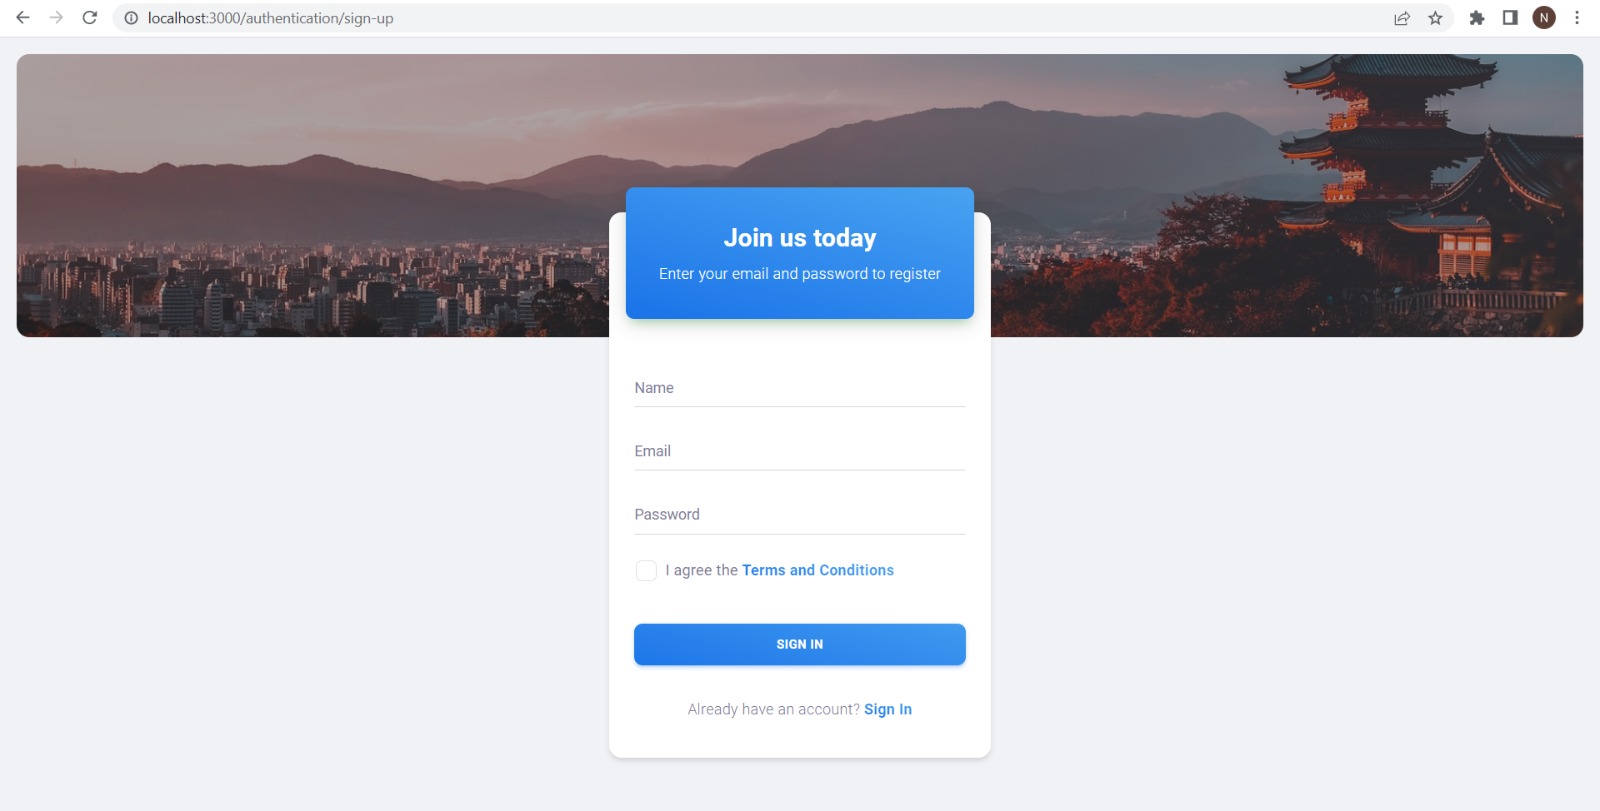 localhost:3000/authentication/sign-up
N
Join us today
Enter your email and password to register
Name
Email
Password
I agree the Terms and Conditions
SIGN IN
Already have an account? Sign In